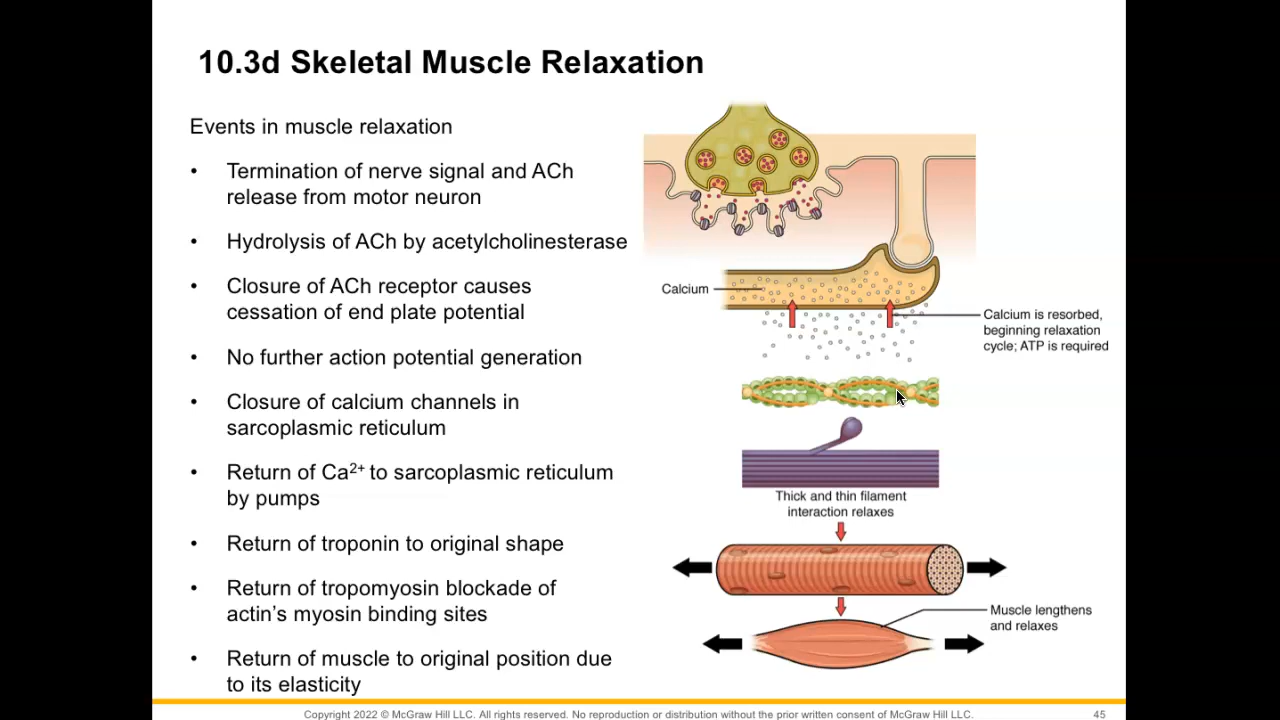 10.3d Skeletal Muscle Relaxation
Events in muscle relaxation
• Termination of nerve signal and ACh
release from motor neuron
• Hydrolysis of ACh by acetylcholinesterase
• Closure of ACh receptor causes
cessation of end plate potential
• No further action potential generation
• Closure of calcium channels in
sarcoplasmic reticulum
• Return of Ca²⁺ to sarcoplasmic reticulum
by pumps
• Return of troponin to original shape
• Return of tropomyosin blockade of
actin’s myosin binding sites
• Return of muscle to original position due
to its elasticity
Calcium
Calcium is resorbed,
beginning relaxation
cycle; ATP is required
Thick and thin filament
interaction relaxes
Muscle lengthens
and relaxes
Copyright 2022 © McGraw Hill LLC. All rights reserved. No reproduction or distribution without the prior written consent of McGraw Hill LLC.
45